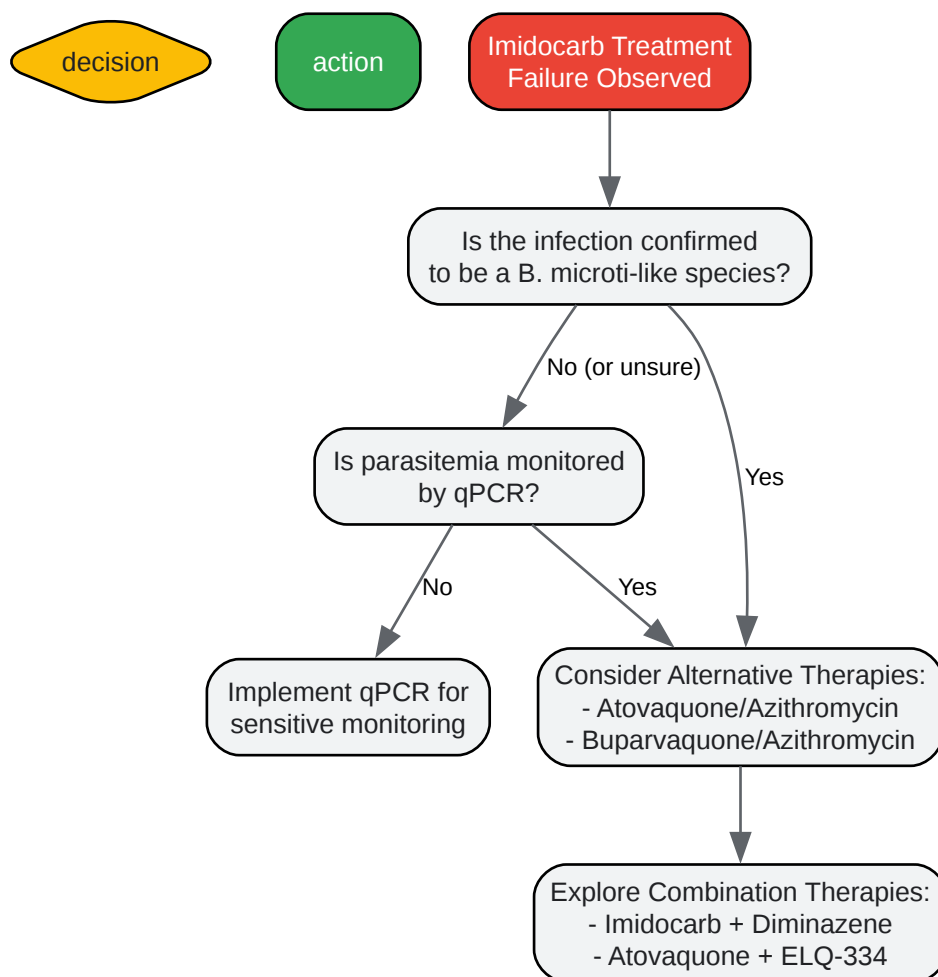 decision
action
Imidocarb Treatment
Failure Observed
Is the infection confirmed
to be a B. microti-like species?
No (or unsure)
Is parasitemia monitored
by qPCR?
Yes
No
Yes
Implement qPCR for
sensitive monitoring
Consider Alternative Therapies:
- Atovaquone/Azithromycin
- Buparvaquone/Azithromycin
Explore Combination Therapies:
- Imidocarb + Diminazene
- Atovaquone + ELQ-334